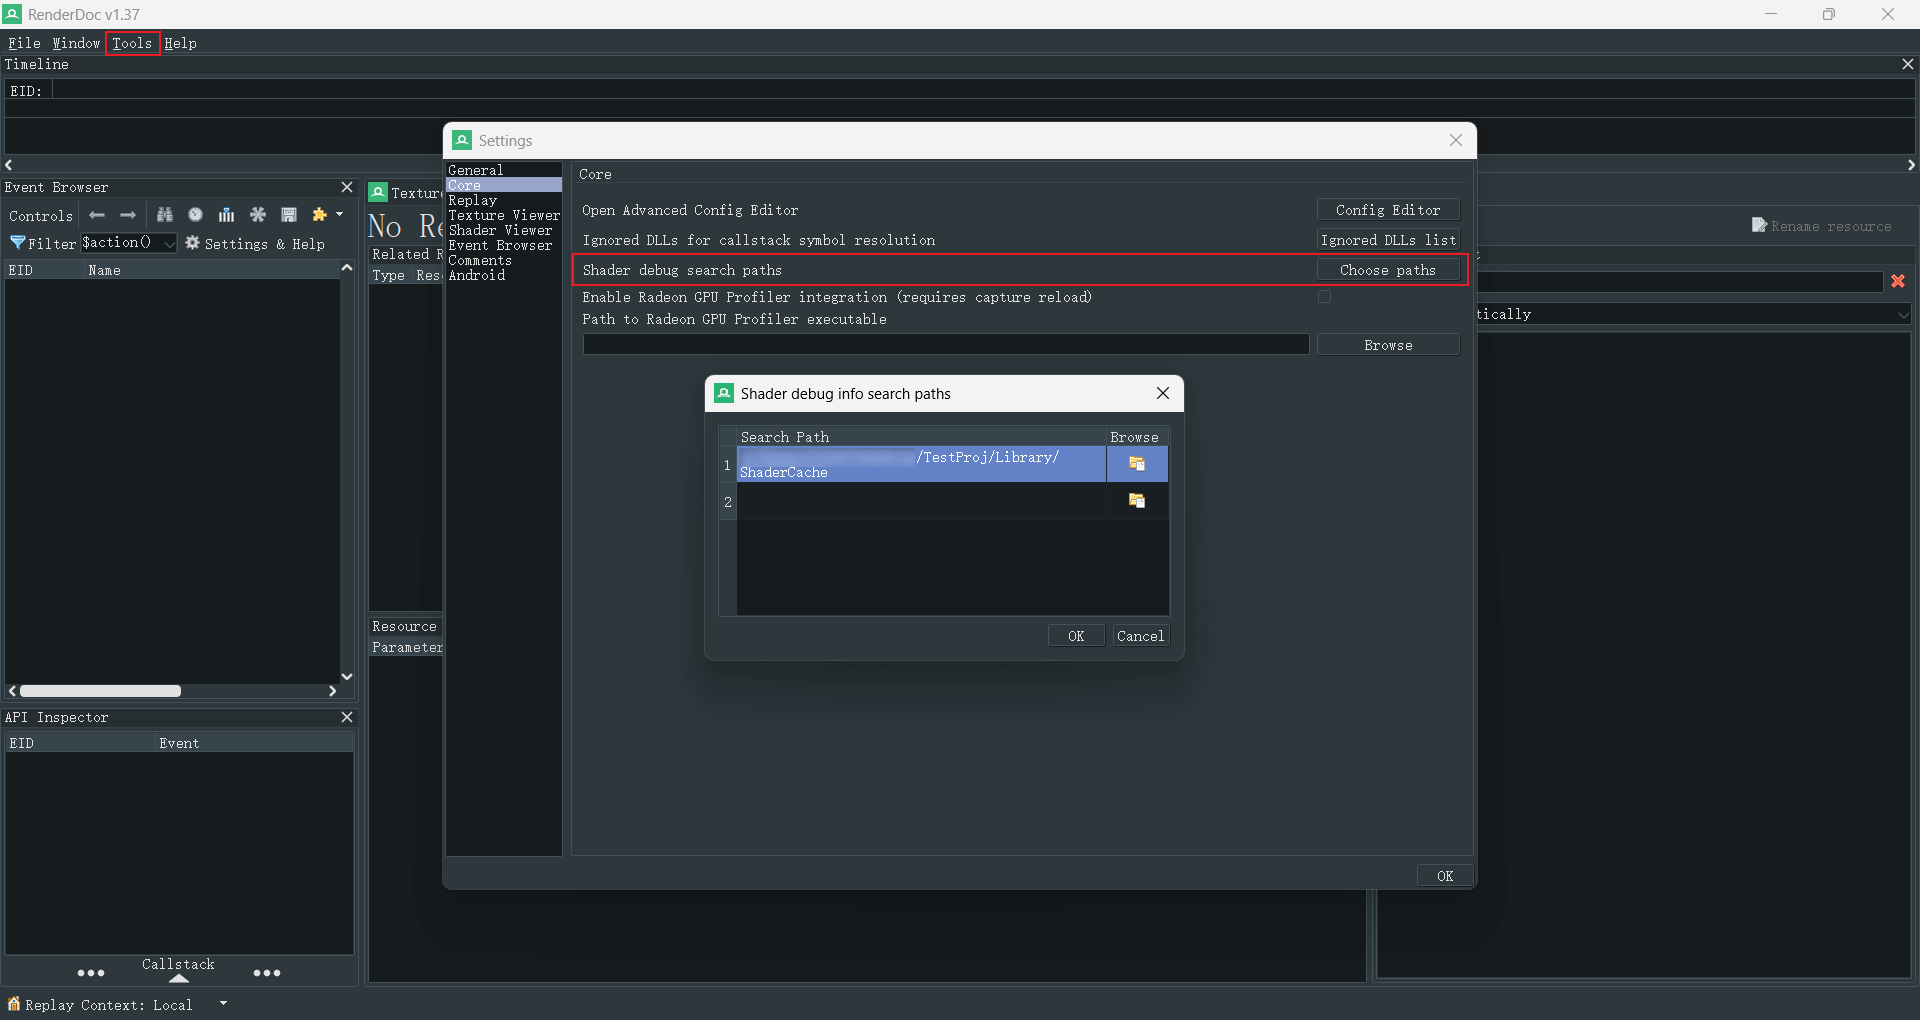 RenderDoc v1.37
File Window Tools Help
Timeline
EID:
Event Browser
Controls
Filter $action() Settings & Help
EID Name
API Inspector
EID Event
Callstack
Replay Context: Local
Texture
No Re
Related R
Type Res
Resource
Parameter
Rename resource
t
tically
Settings
General
Core
Replay
Texture Viewer
Shader Viewer
Event Browser
Comments
Android
Core
Open Advanced Config Editor Config Editor
Ignored DLLs for callstack symbol resolution Ignored DLLs list
Shader debug search paths Choose paths
Enable Radeon GPU Profiler integration (requires capture reload)
Path to Radeon GPU Profiler executable
Browse
OK
Shader debug info search paths
Search Path Browse
1 /TestProj/Library/
ShaderCache
2
OK Cancel